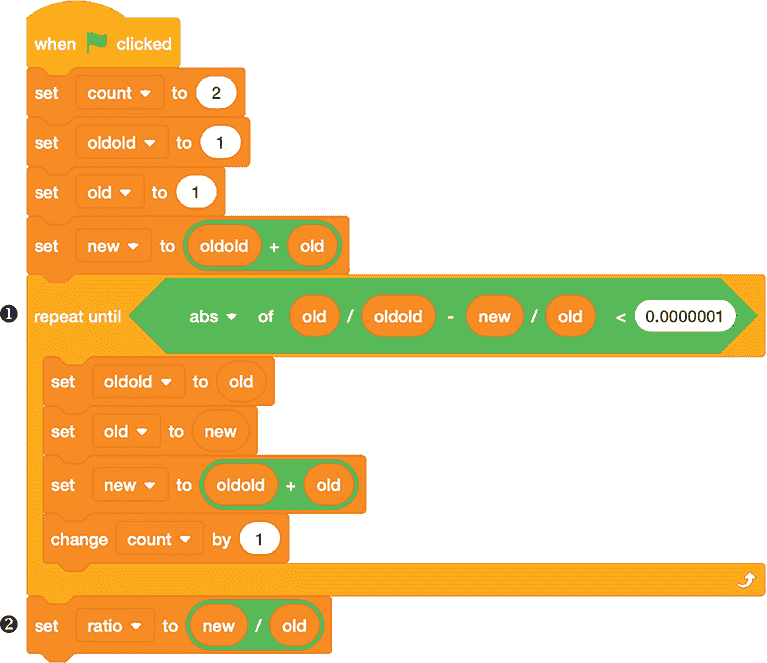 when clicked
set count to 2
set oldold to 1
set old to 1
set new to oldold + old
❶ repeat until abs of old / oldold - new / old < 0.0000001
set oldold to old
set old to new
set new to oldold + old
change count by 1
❷ set ratio to new / old